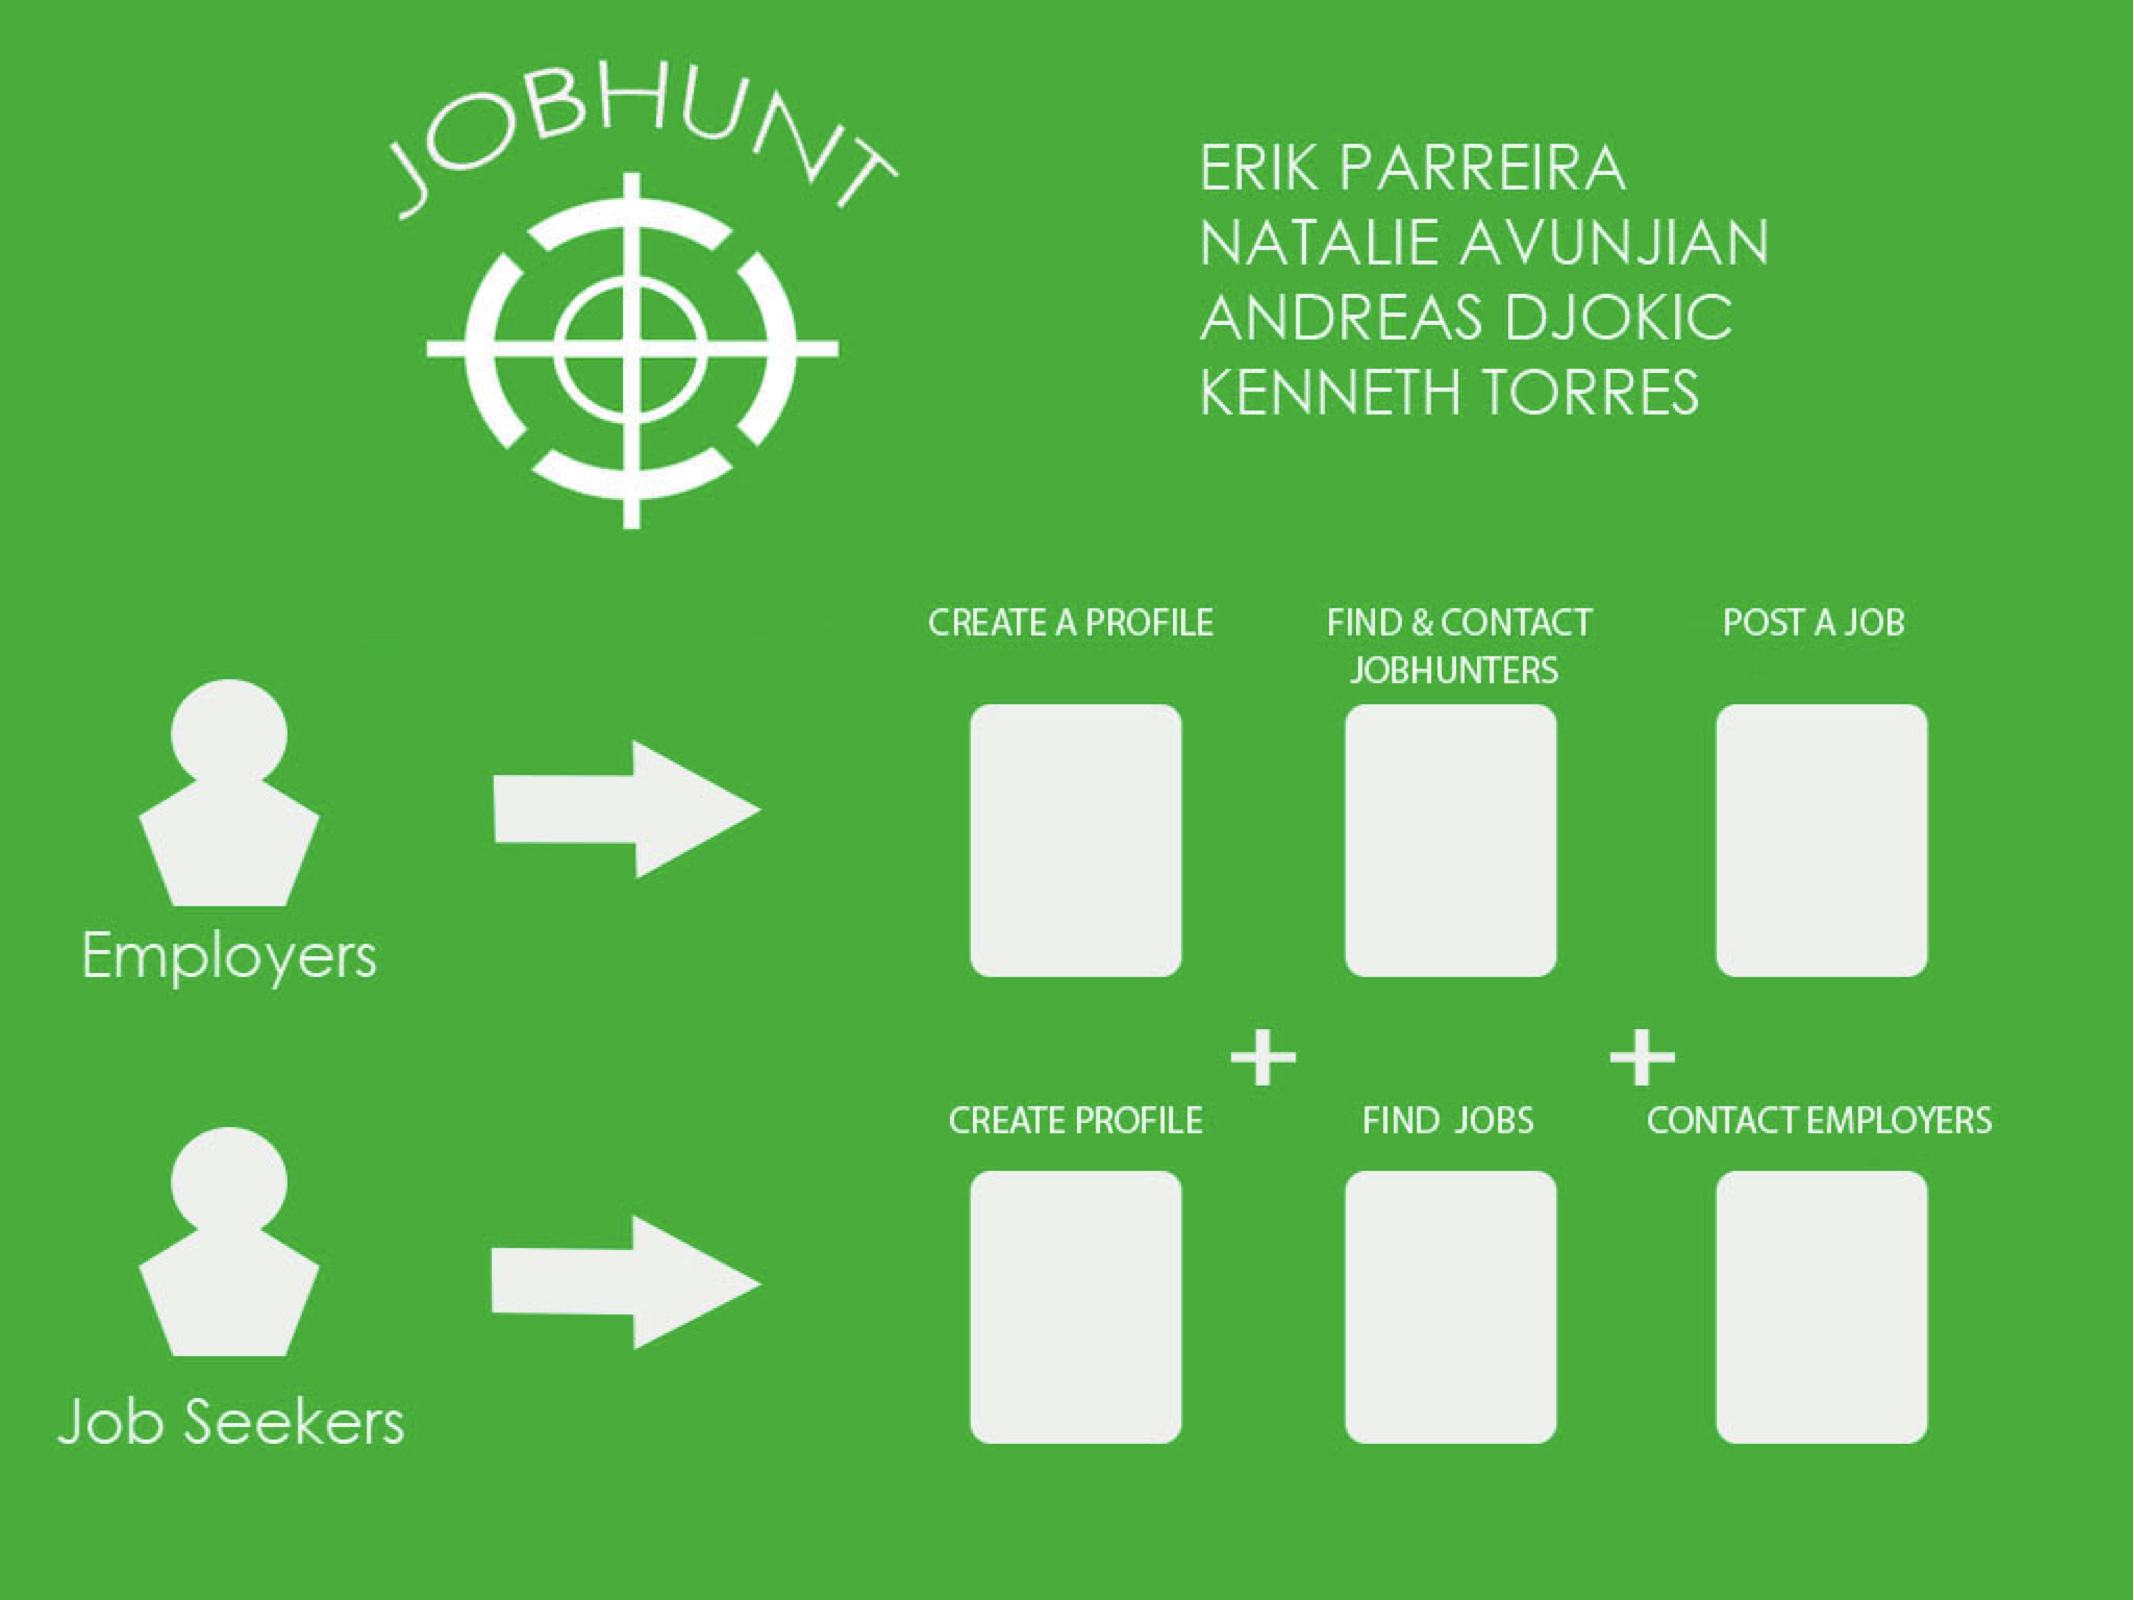 JOBHUNT
ERIK PARREIRA
NATALIE AVUNJIAN
ANDREAS DJOKIC
KENNETH TORRES
CREATE A PROFILE
FIND & CONTACT
JOBHUNTERS
POST A JOB
Employers
CREATE PROFILE
FIND JOBS
CONTACT EMPLOYERS
Job Seekers